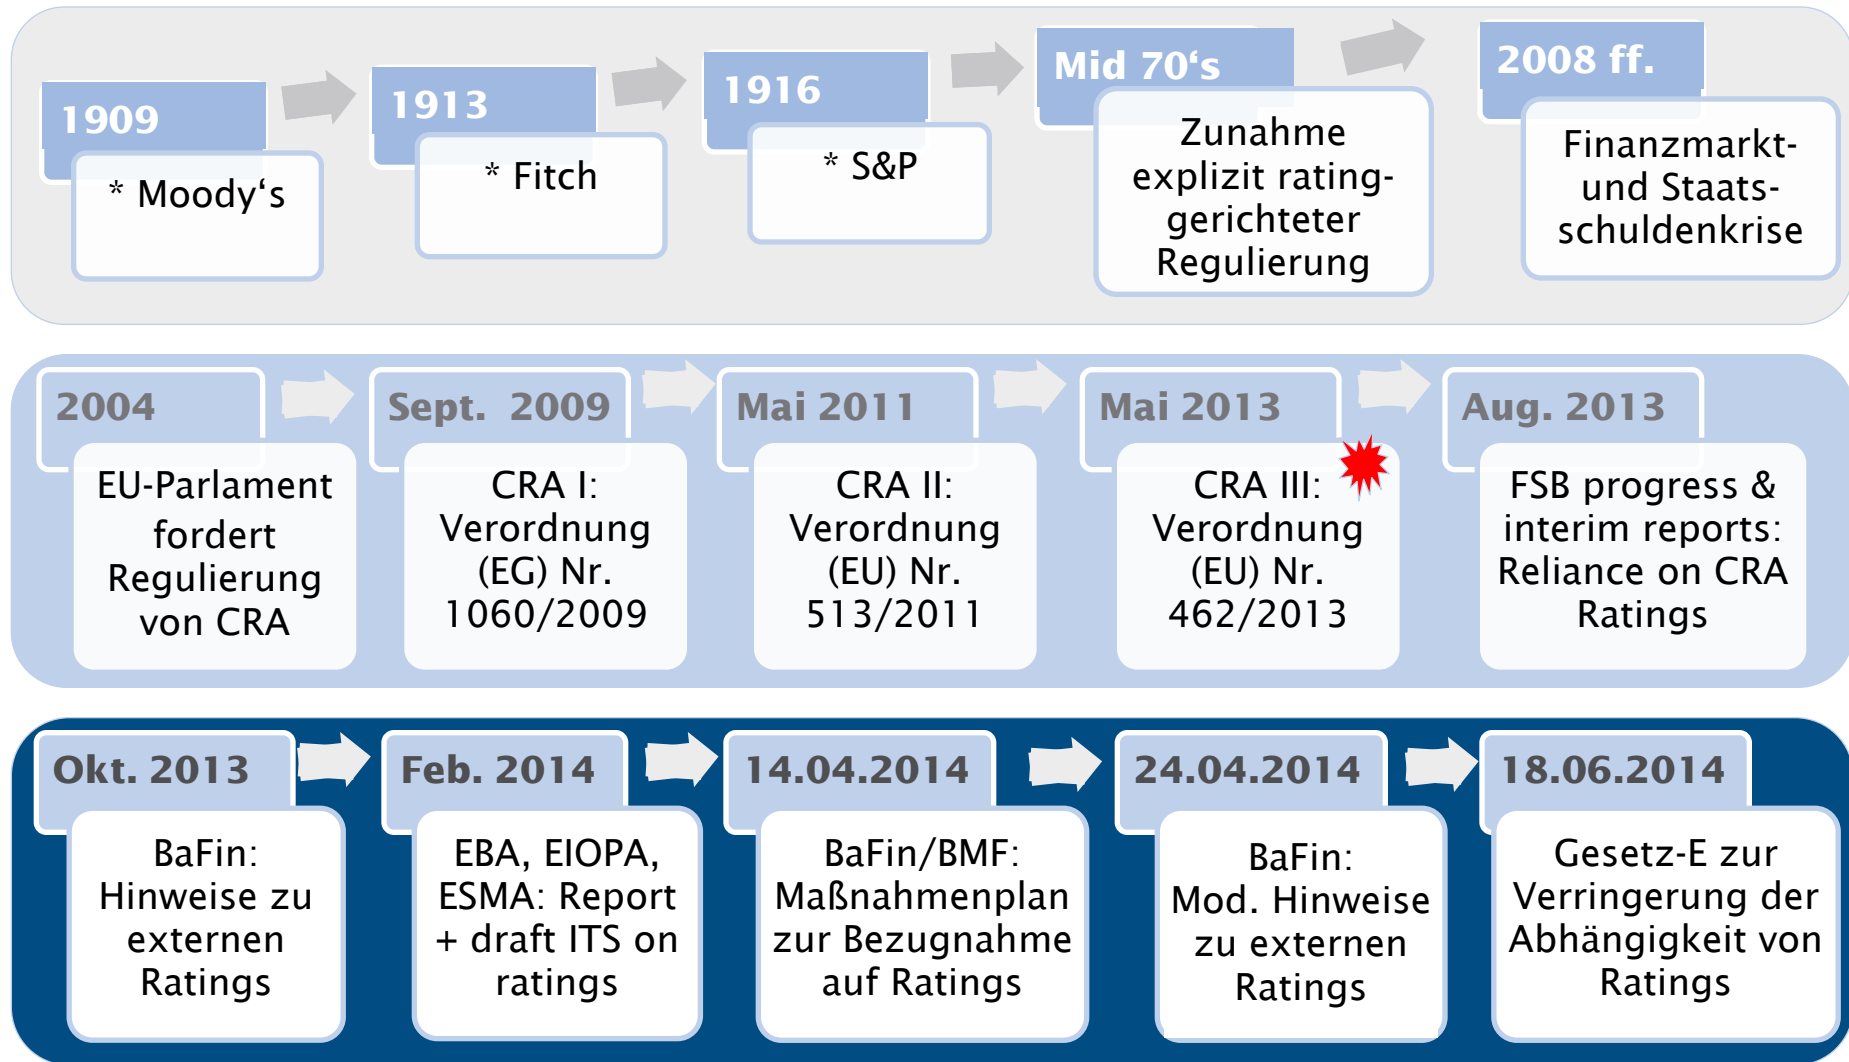 1909
* Moody‘s
1913
* Fitch
1916
* S&P
Mid 70‘s
Zunahme
explizit rating-
gerichteter
Regulierung
2008 ff.
Finanzmarkt-
und Staats-
schuldenkrise
2004
EU-Parlament
fordert
Regulierung
von CRA
Sept. 2009
CRA I:
Verordnung
(EG) Nr.
1060/2009
Mai 2011
CRA II:
Verordnung
(EU) Nr.
513/2011
Mai 2013
CRA III:
Verordnung
(EU) Nr.
462/2013
Aug. 2013
FSB progress &
interim reports:
Reliance on CRA
Ratings
Okt. 2013
BaFin:
Hinweise zu
externen
Ratings
Feb. 2014
EBA, EIOPA,
ESMA: Report
+ draft ITS on
ratings
14.04.2014
BaFin/BMF:
Maßnahmenplan
zur Bezugnahme
auf Ratings
24.04.2014
BaFin:
Mod. Hinweise
zu externen
Ratings
18.06.2014
Gesetz-E zur
Verringerung der
Abhängigkeit von
Ratings